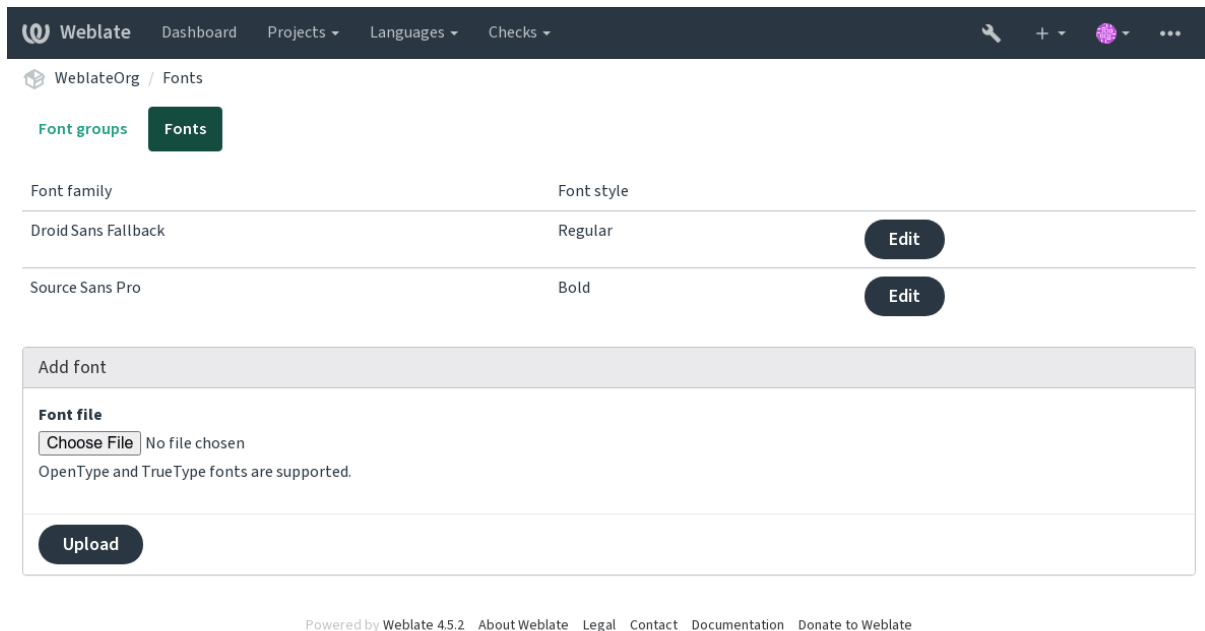 Weblate Dashboard Projects Languages Checks
WeblateOrg / Fonts
Font groups Fonts
Font family Font style
Droid Sans Fallback Regular Edit
Source Sans Pro Bold Edit
Add font
Font file
Choose File No file chosen
OpenType and TrueType fonts are supported.
Upload
Powered by Weblate 4.5.2 About Weblate Legal Contact Documentation Donate to Weblate